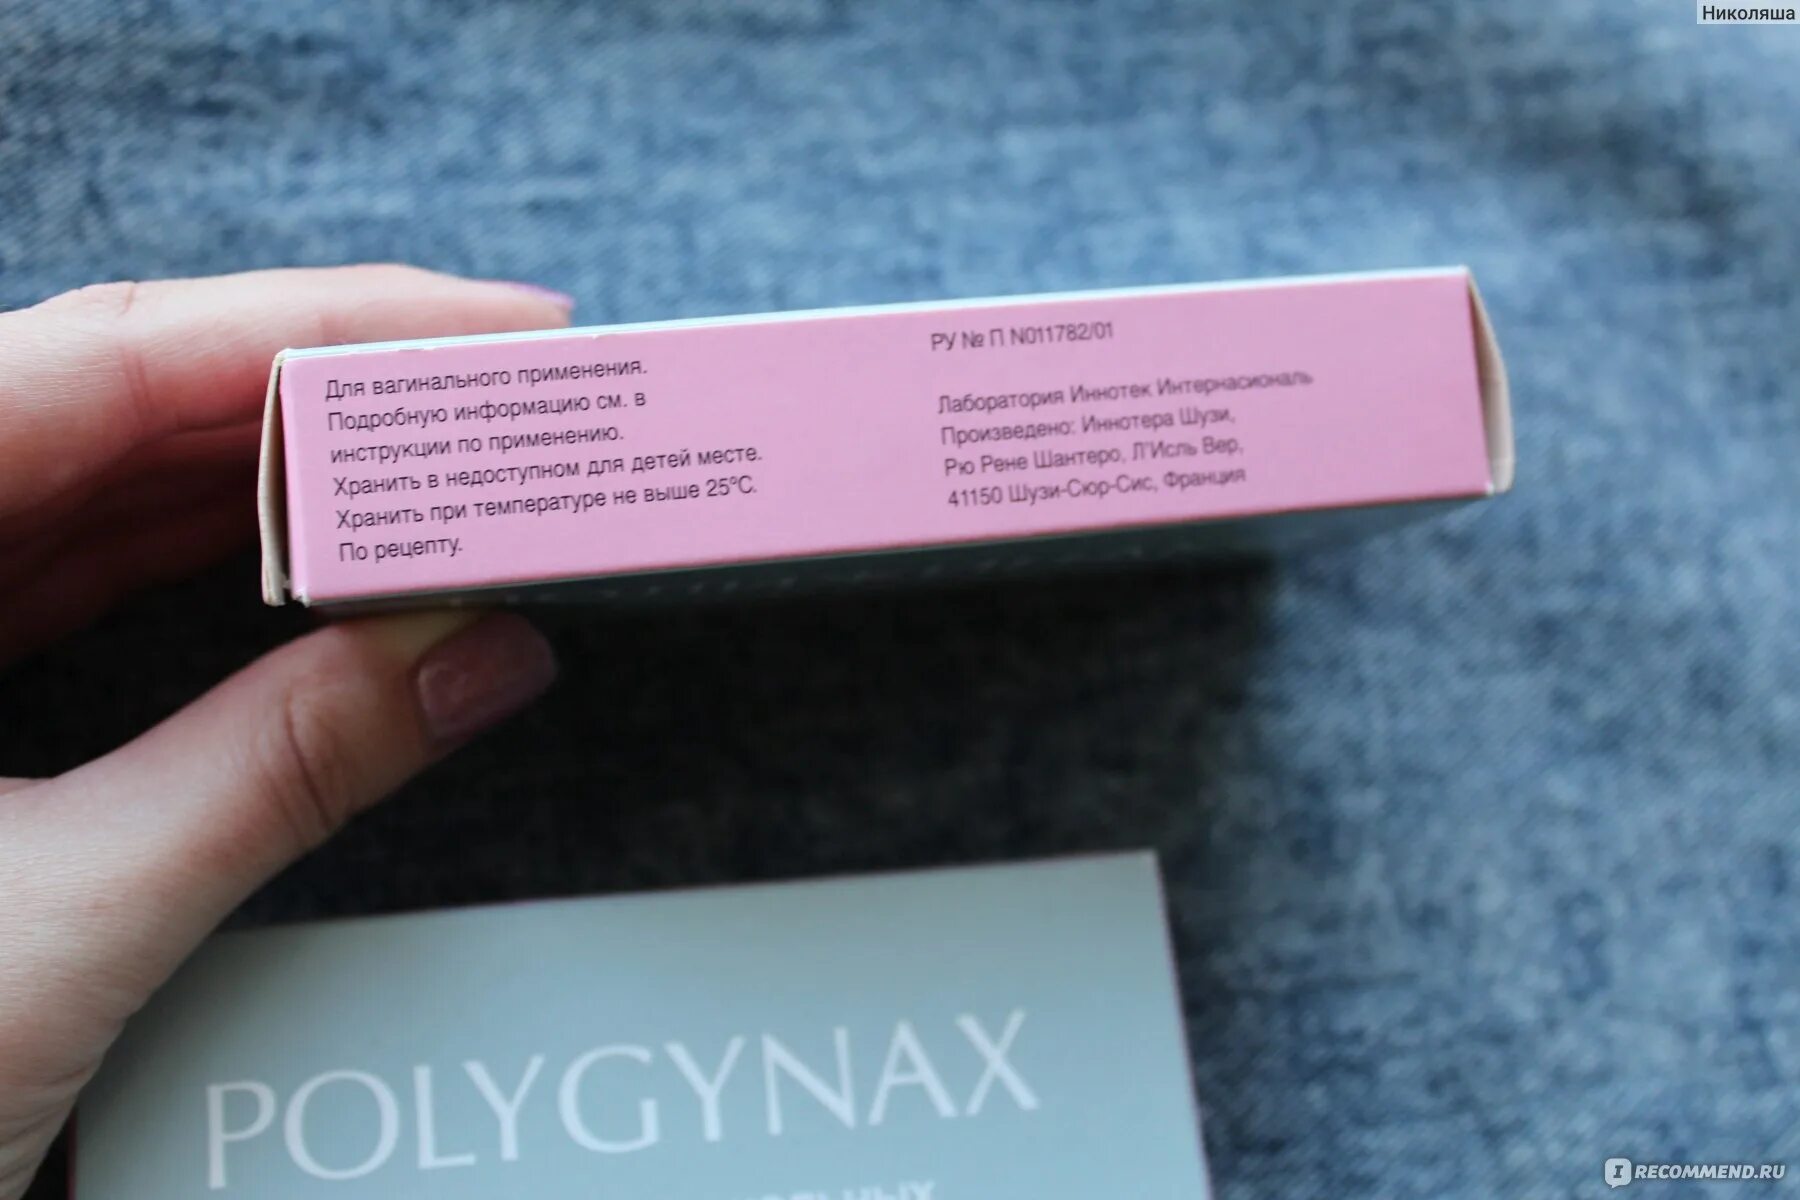 Николяша
Для вагинального применения.
Подробную информацию см. в
инструкции по применению.
Хранить в недоступном для детей месте.
Хранить при температуре не выше 25°C.
По рецепту.
РУ № П N011782/01
Лаборатория Иннотек Интернасиональ
Произведено: Иннотера Шузи,
Рю Рене Шантеро, Л'Исль Вер,
41150 Шузи-Сюр-Сис, Франция
POLYGYNAX
IRECOMMEND.RU